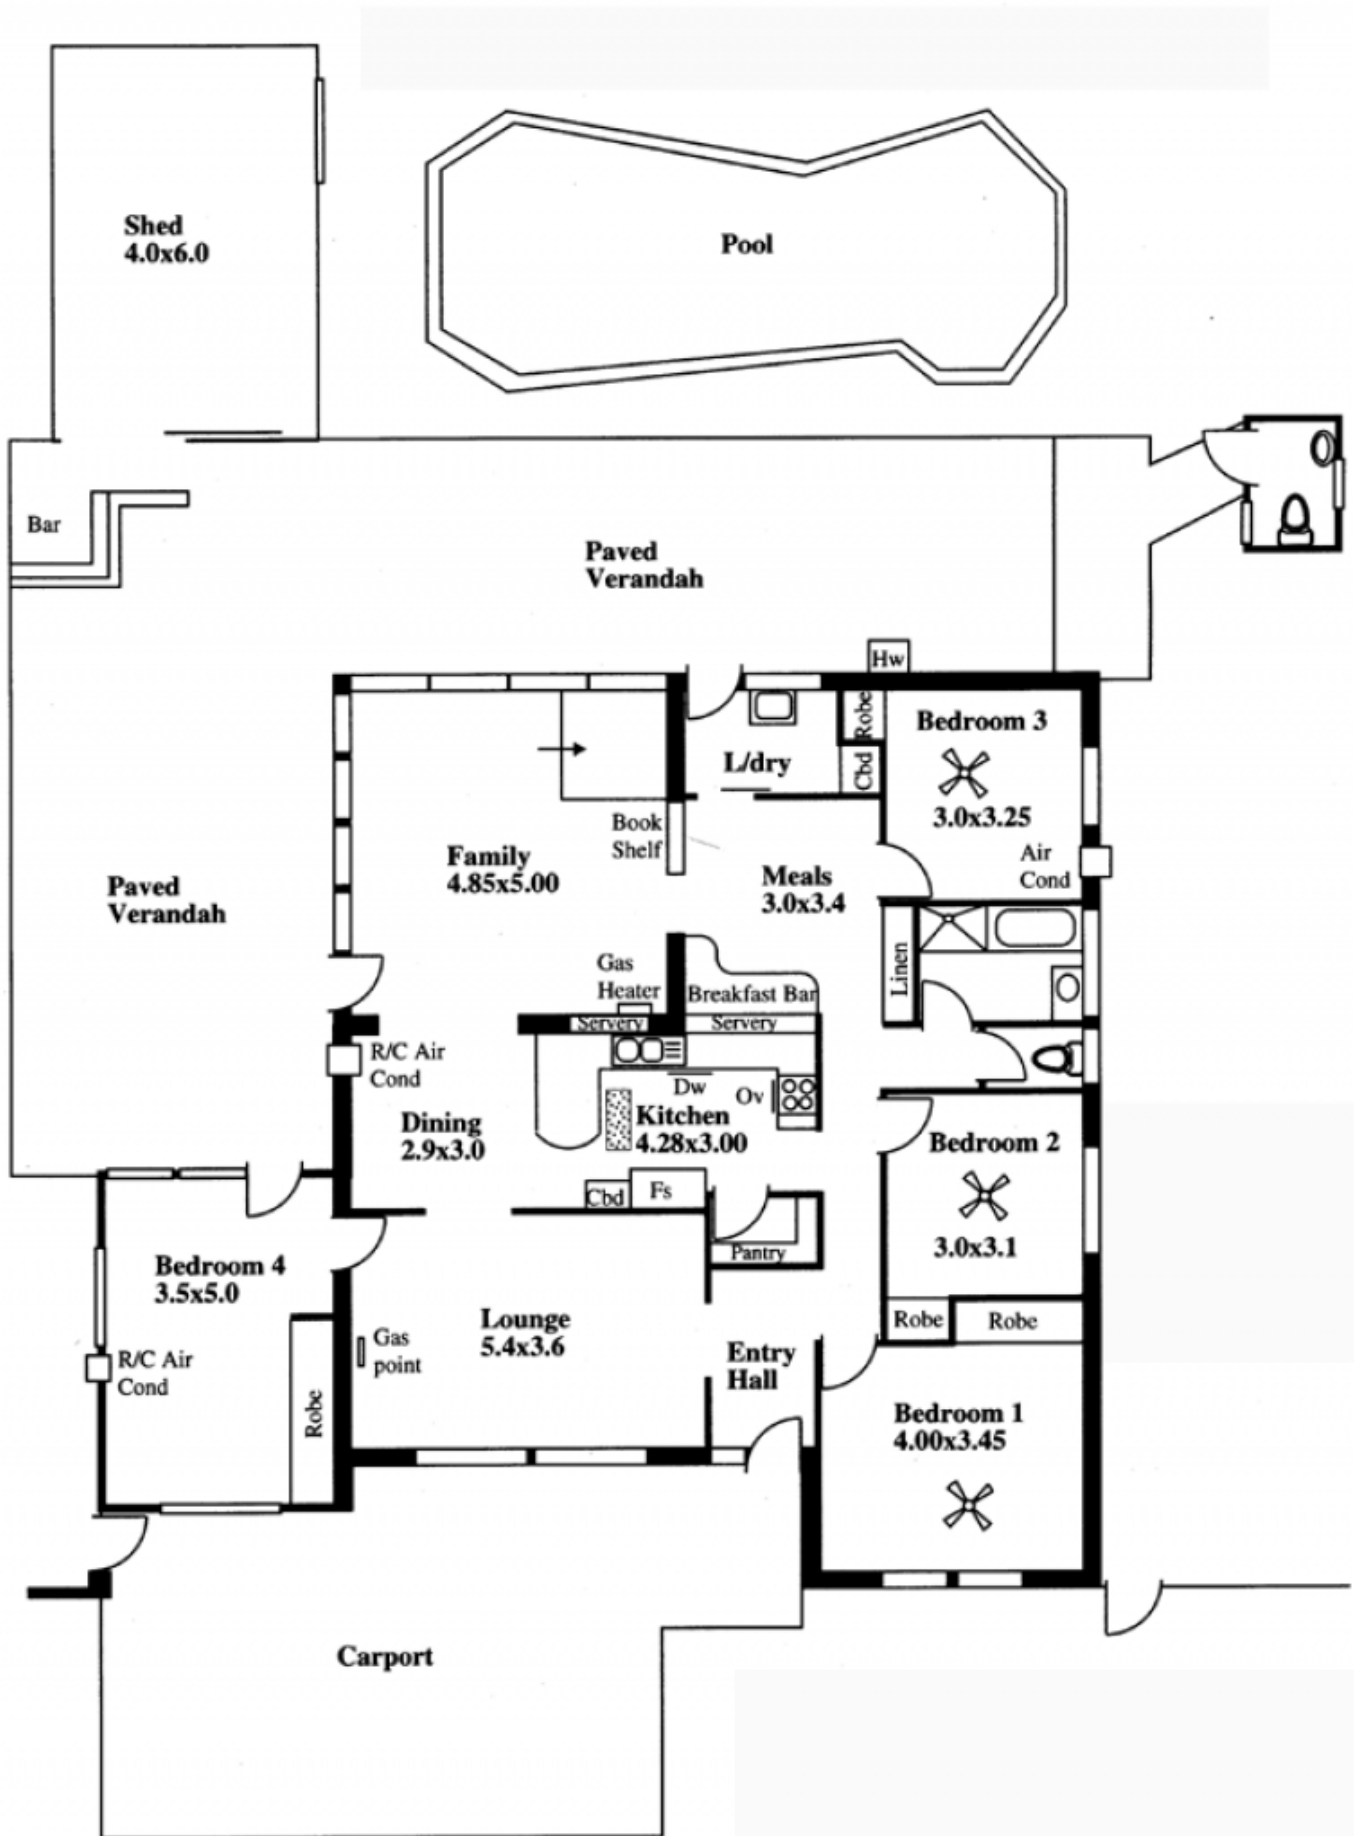 Shed
4.0x6.0
Pool
Bar
Paved
Verandah
Hw
Robe
Bedroom 3
L/dry
Cbd
3.0x3.25
Book
Shelf
Air
Cond
Family
4.85x5.00
Meals
3.0x3.4
Paved
Verandah
Linen
Gas
Heater
Breakfast Bar
Servery
Servery
R/C Air
Cond
Dw
Ov
Dining
2.9x3.0
Kitchen
4.28x3.00
Bedroom 2
Cbd
Fs
Pantry
3.0x3.1
Bedroom 4
3.5x5.0
Lounge
5.4x3.6
Robe
Robe
Gas
point
Entry
Hall
R/C Air
Cond
Robe
Bedroom 1
4.00x3.45
Carport